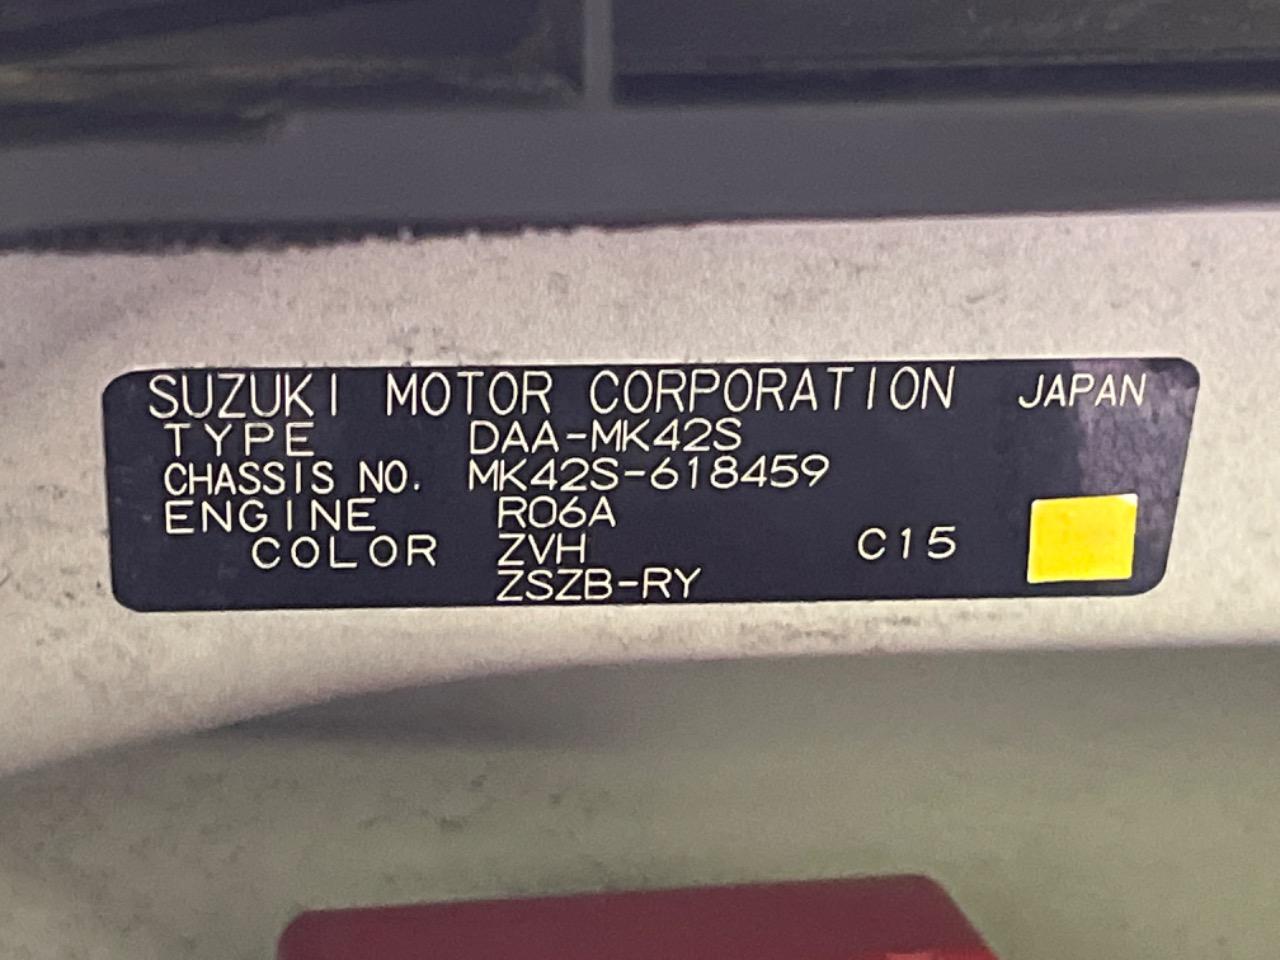 SUZUKI MOTOR CORPORATION JAPAN
TYPE DAA-MK42S
CHASSIS NO. MK42S-618459
ENGINE R06A
COLOR ZVH C15
ZSZB-RY